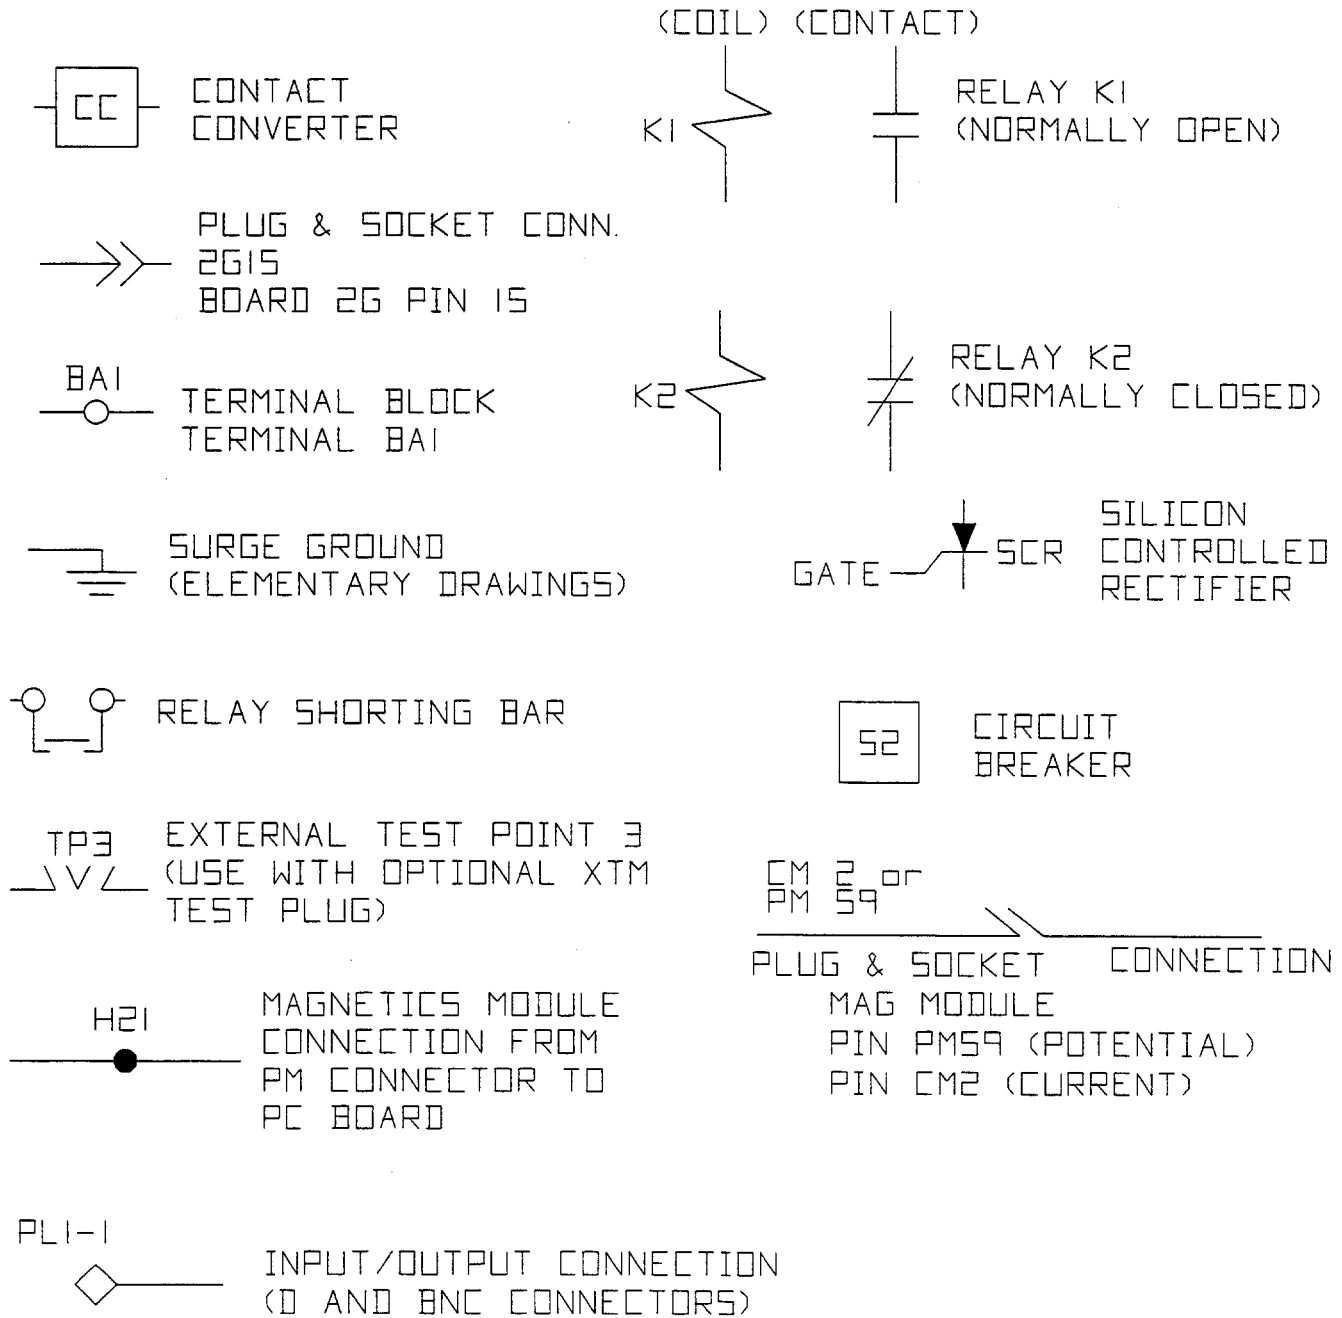 (COIL) (CONTACT)
CC
CONTACT
CONVERTER
K1
RELAY K1
(NORMALLY OPEN)
PLUG & SOCKET CONN.
2G15
BOARD 2G PIN 15
BA1
TERMINAL BLOCK
TERMINAL BA1
K2
RELAY K2
(NORMALLY CLOSED)
SURGE GROUND
(ELEMENTARY DRAWINGS)
GATE
SCR
SILICON
CONTROLLED
RECTIFIER
RELAY SHORTING BAR
52
CIRCUIT
BREAKER
TP3
EXTERNAL TEST POINT 3
(USE WITH OPTIONAL XTM
TEST PLUG)
CM 2 or
PM 59
PLUG & SOCKET CONNECTION
MAG MODULE
PIN PM59 (POTENTIAL)
PIN CM2 (CURRENT)
H21
MAGNETICS MODULE
CONNECTION FROM
PM CONNECTOR TO
PC BOARD
PL1-1
INPUT/OUTPUT CONNECTION
(D AND BNC CONNECTORS)